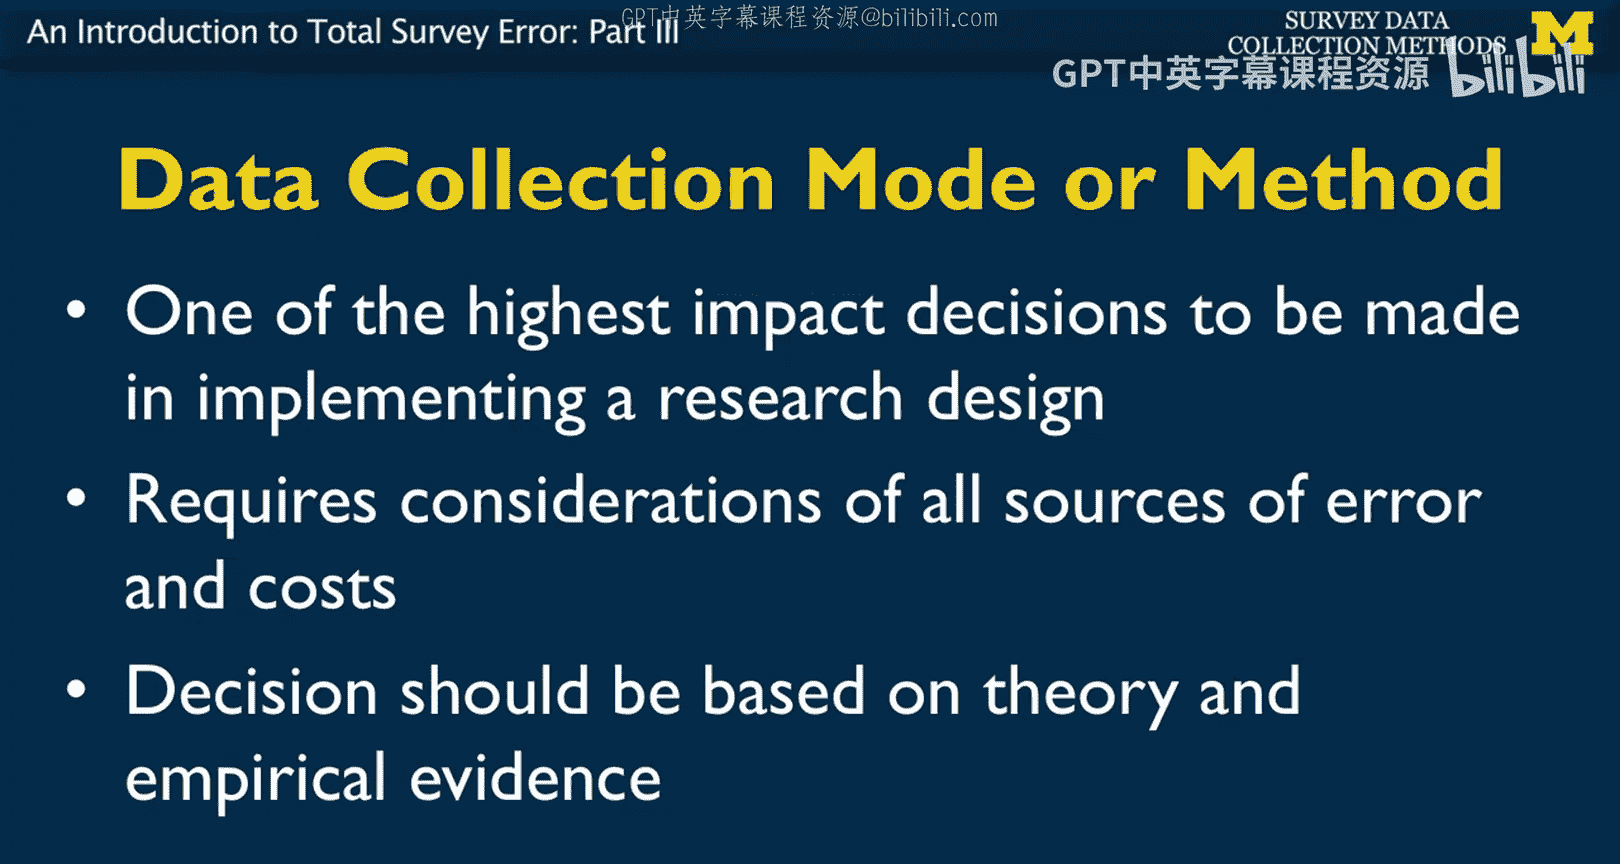 GPT中英字幕课程资源@bilibili.com
An Introduction to Total Survey Error: Part III
SURVEY DATA
COLLECTION METHODS
M
GPT中英字幕课程资源 bilibili
Data Collection Mode or Method
• One of the highest impact decisions to be made
in implementing a research design
• Requires considerations of all sources of error
and costs
• Decision should be based on theory and
empirical evidence